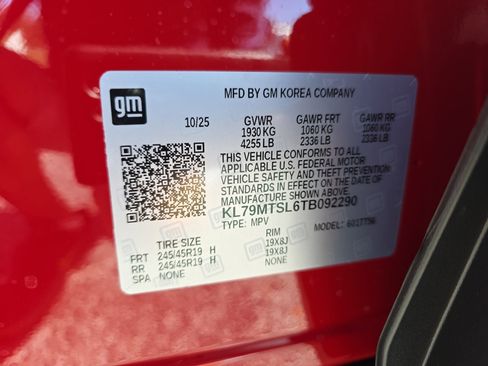 gm
MFD BY GM KOREA COMPANY
10/25 GVWR GAWR FRT GAWR RR
1930 KG 1060 KG 1060 KG
4255 LB 2336 LB 2336 LB
THIS VEHICLE CONFORMS TO ALL
APPLICABLE U.S. FEDERAL MOTOR
VEHICLE SAFETY AND THEFT PREVENTION
STANDARDS IN EFFECT ON THE DATE OF
MANUFACTURE SHOWN ABOVE.
KL79MTSL6TB092290
TYPE: MPV MODEL:
TIRE SIZE RIM
FRT 245/45R19 H 19X8J
RR 245/45R19 H 19X8J
SPA NONE NONE